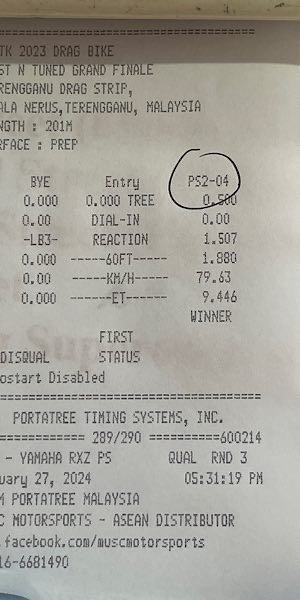 ================================
TK 2023 DRAG BIKE
ST N TUNED GRAND FINALE
RENGGANU DRAG STRIP,
ALA NERUS,TERENGGANU, MALAYSIA
NGTH : 201M
RFACE : PREP
BYE Entry PS2-04
0.000 0.000 TREE 0.500
0.00 DIAL-IN 0.00
-LB3- REACTION 1.507
0.000 ------60FT------ 1.880
0.00 ------KM/H------ 79.63
0.000 -------ET------- 9.446
WINNER
FIRST
DISQUAL STATUS
ostart Disabled
================================
PORTATREE TIMING SYSTEMS, INC.
============ 289/290 ==========600214
- YAMAHA RXZ PS QUAL RND 3
uary 27, 2024 05:31:19 PM
M PORTATREE MALAYSIA
C MOTORSPORTS - ASEAN DISTRIBUTOR
.facebook.com/muscmotorsports
16-6681490